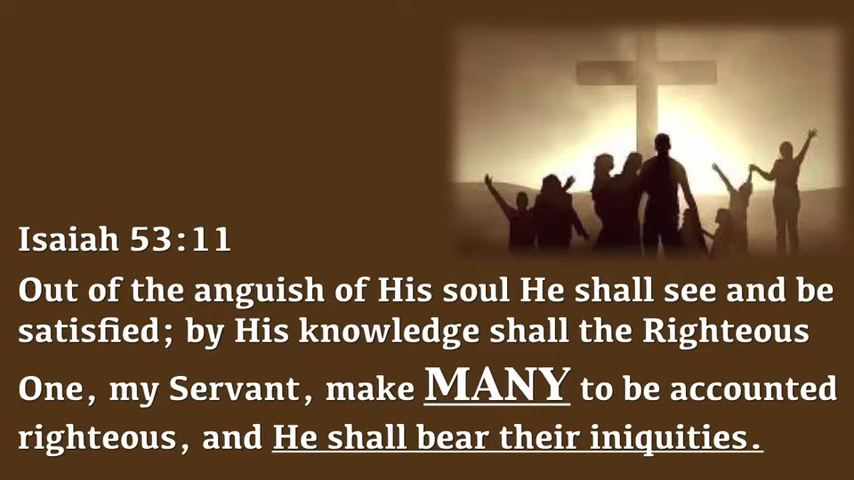 Isaiah 53:11
Out of the anguish of His soul He shall see and be
satisfied; by His knowledge shall the Righteous
One, my Servant, make MANY to be accounted
righteous, and He shall bear their iniquities.